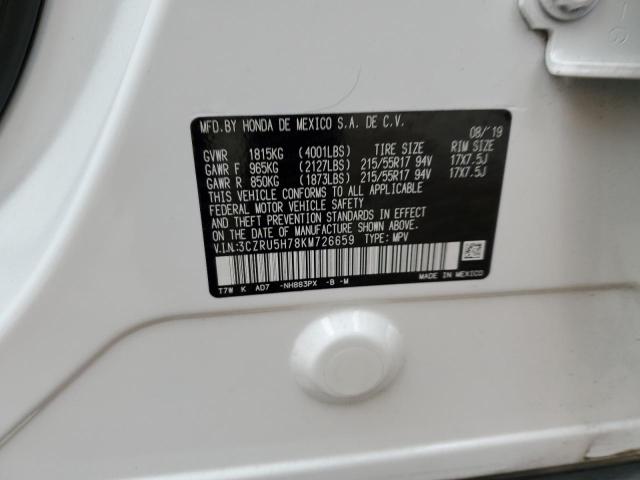 MFD.BY HONDA DE MEXICO S.A. DE C.V. 08/'19
GVWR 1815KG (4001LBS) TIRE SIZE RIM SIZE
GAWR F 965KG (2127LBS) 215/55R17 94V 17X7.5J
GAWR R 850KG (1873LBS) 215/55R17 94V 17X7.5J
THIS VEHICLE CONFORMS TO ALL APPLICABLE
FEDERAL MOTOR VEHICLE SAFETY
AND THEFT PREVENTION STANDARDS IN EFFECT
ON THE DATE OF MANUFACTURE SHOWN ABOVE.
V.I.N:3CZRU5H78KM726659 TYPE: MPV
T7W K AD7 -NH883PX -B -M MADE IN MEXICO